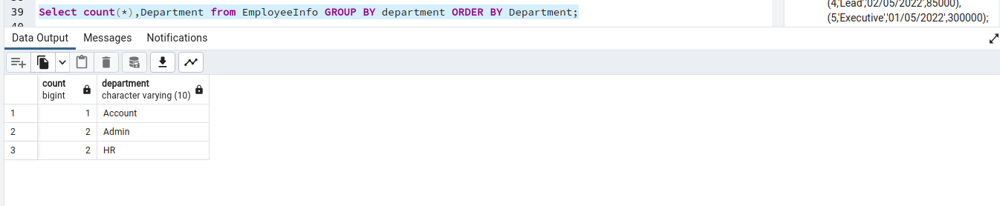 39 Select count(*),Department from EmployeeInfo GROUP BY department ORDER BY Department;
(4,'Lead','02/05/2022',85000),
(5,'Executive','01/05/2022',300000);
Data Output Messages Notifications
count department
bigint character varying (10)
1 1 Account
2 2 Admin
3 2 HR